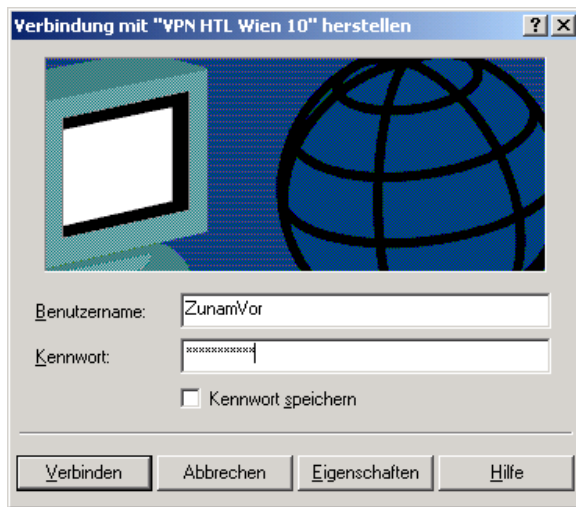 Verbindung mit "VPN HTL Wien 10" herstellen
Benutzername: ZunamVor
Kennwort: ***********
Kennwort speichern
Verbinden Abbrechen Eigenschaften Hilfe